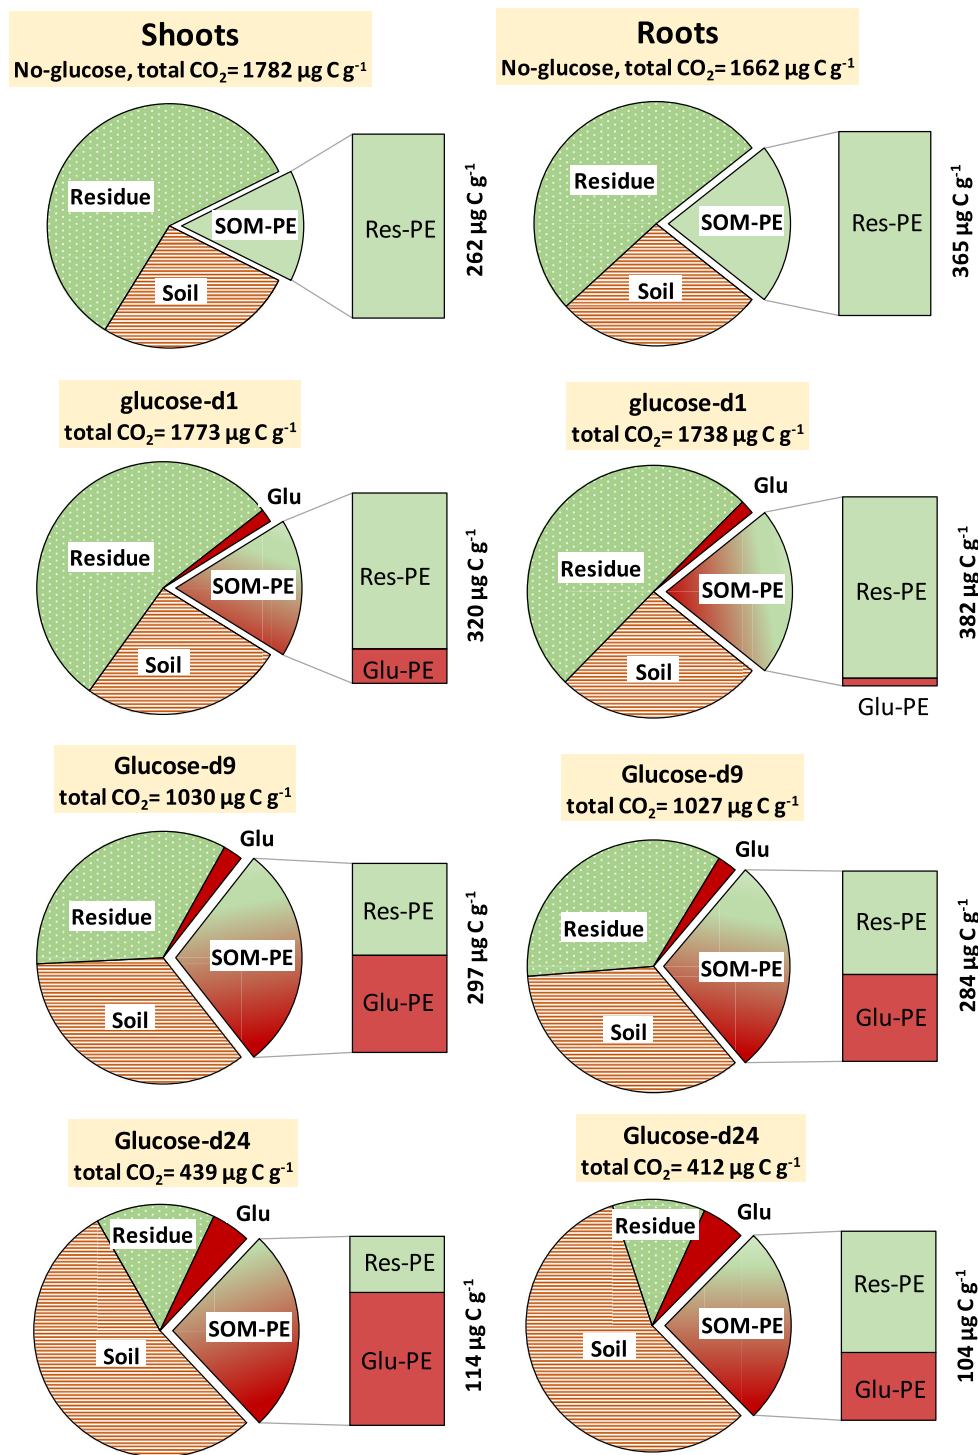 Shoots
No-glucose, total CO₂= 1782 µg C g⁻¹
Residue
SOM-PE
Soil
Res-PE
262 µg C g⁻¹
Roots
No-glucose, total CO₂= 1662 µg C g⁻¹
Residue
SOM-PE
Soil
Res-PE
365 µg C g⁻¹
glucose-d1
total CO₂= 1773 µg C g⁻¹
Glu
Residue
SOM-PE
Soil
Res-PE
Glu-PE
320 µg C g⁻¹
glucose-d1
total CO₂= 1738 µg C g⁻¹
Glu
Residue
SOM-PE
Soil
Res-PE
Glu-PE
382 µg C g⁻¹
Glucose-d9
total CO₂= 1030 µg C g⁻¹
Glu
Residue
SOM-PE
Soil
Res-PE
Glu-PE
297 µg C g⁻¹
Glucose-d9
total CO₂= 1027 µg C g⁻¹
Glu
Residue
SOM-PE
Soil
Res-PE
Glu-PE
284 µg C g⁻¹
Glucose-d24
total CO₂= 439 µg C g⁻¹
Glu
Residue
SOM-PE
Soil
Res-PE
Glu-PE
114 µg C g⁻¹
Glucose-d24
total CO₂= 412 µg C g⁻¹
Glu
Residue
SOM-PE
Soil
Res-PE
Glu-PE
104 µg C g⁻¹